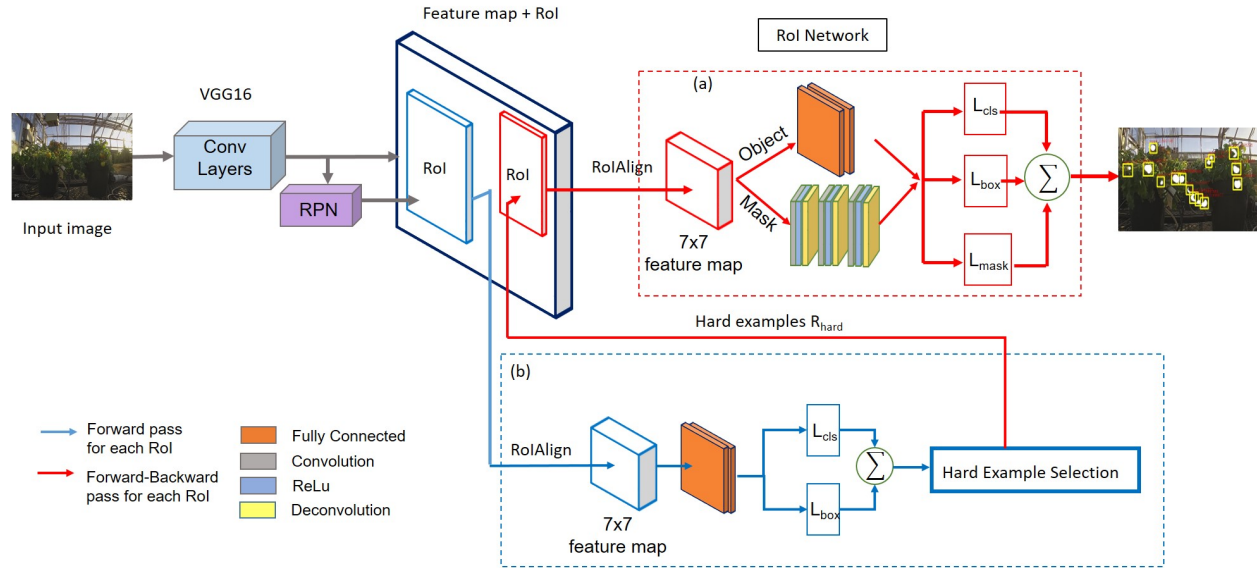 Feature map + RoI
RoI Network
(a)
VGG16
Conv
Layers
RPN
Input image
RoI
RoI
RoIAlign
7x7
feature map
Object
Mask
Lcls
Lbox
Lmask
∑
Hard examples Rhard
(b)
RoIAlign
7x7
feature map
Lcls
Lbox
∑
Hard Example Selection
Forward pass
for each RoI
Forward-Backward
pass for each RoI
Fully Connected
Convolution
ReLu
Deconvolution